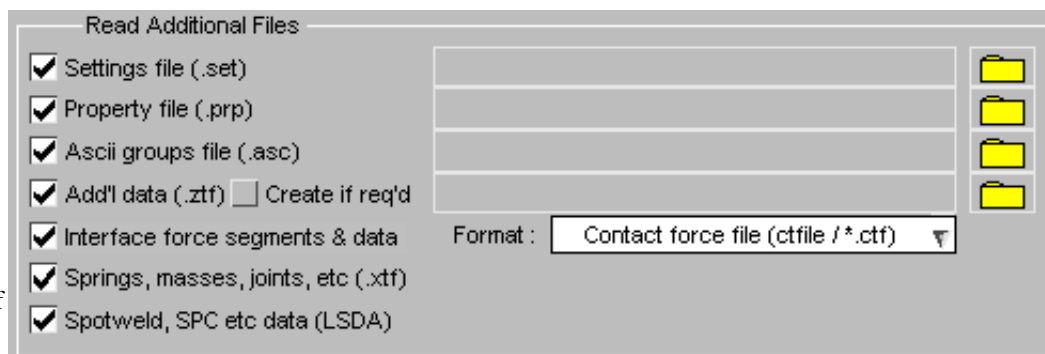 Read Additional Files
Settings file (.set)
Property file (.prp)
Ascii groups file (.asc)
Add'l data (.ztf) Create if req'd
Interface force segments & data Format : Contact force file (ctfile / *.ctf)
Springs, masses, joints, etc (.xtf)
f
Spotweld, SPC etc data (LSDA)